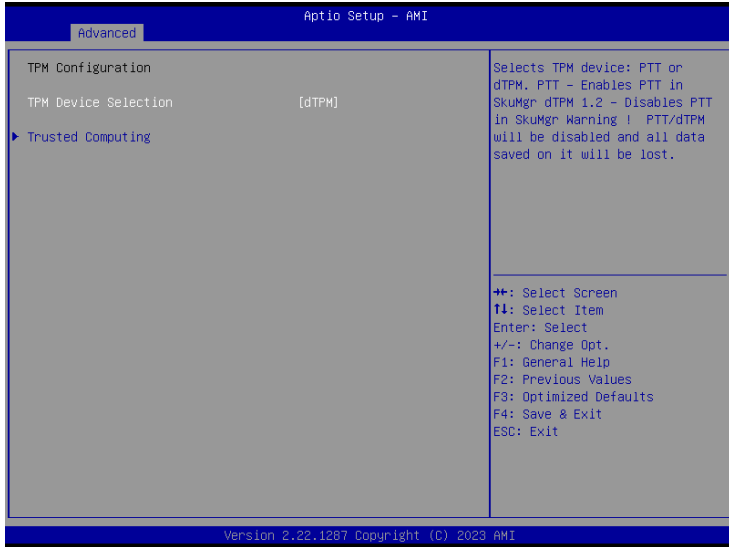 Aptio Setup – AMI
Advanced
TPM Configuration
TPM Device Selection [dTPM]
Trusted Computing
Selects TPM device: PTT or
dTPM. PTT – Enables PTT in
SkuMgr dTPM 1.2 – Disables PTT
in SkuMgr Warning ! PTT/dTPM
will be disabled and all data
saved on it will be lost.
→←: Select Screen
↑↓: Select Item
Enter: Select
+/-: Change Opt.
F1: General Help
F2: Previous Values
F3: Optimized Defaults
F4: Save & Exit
ESC: Exit
Version 2.22.1287 Copyright (C) 2023 AMI